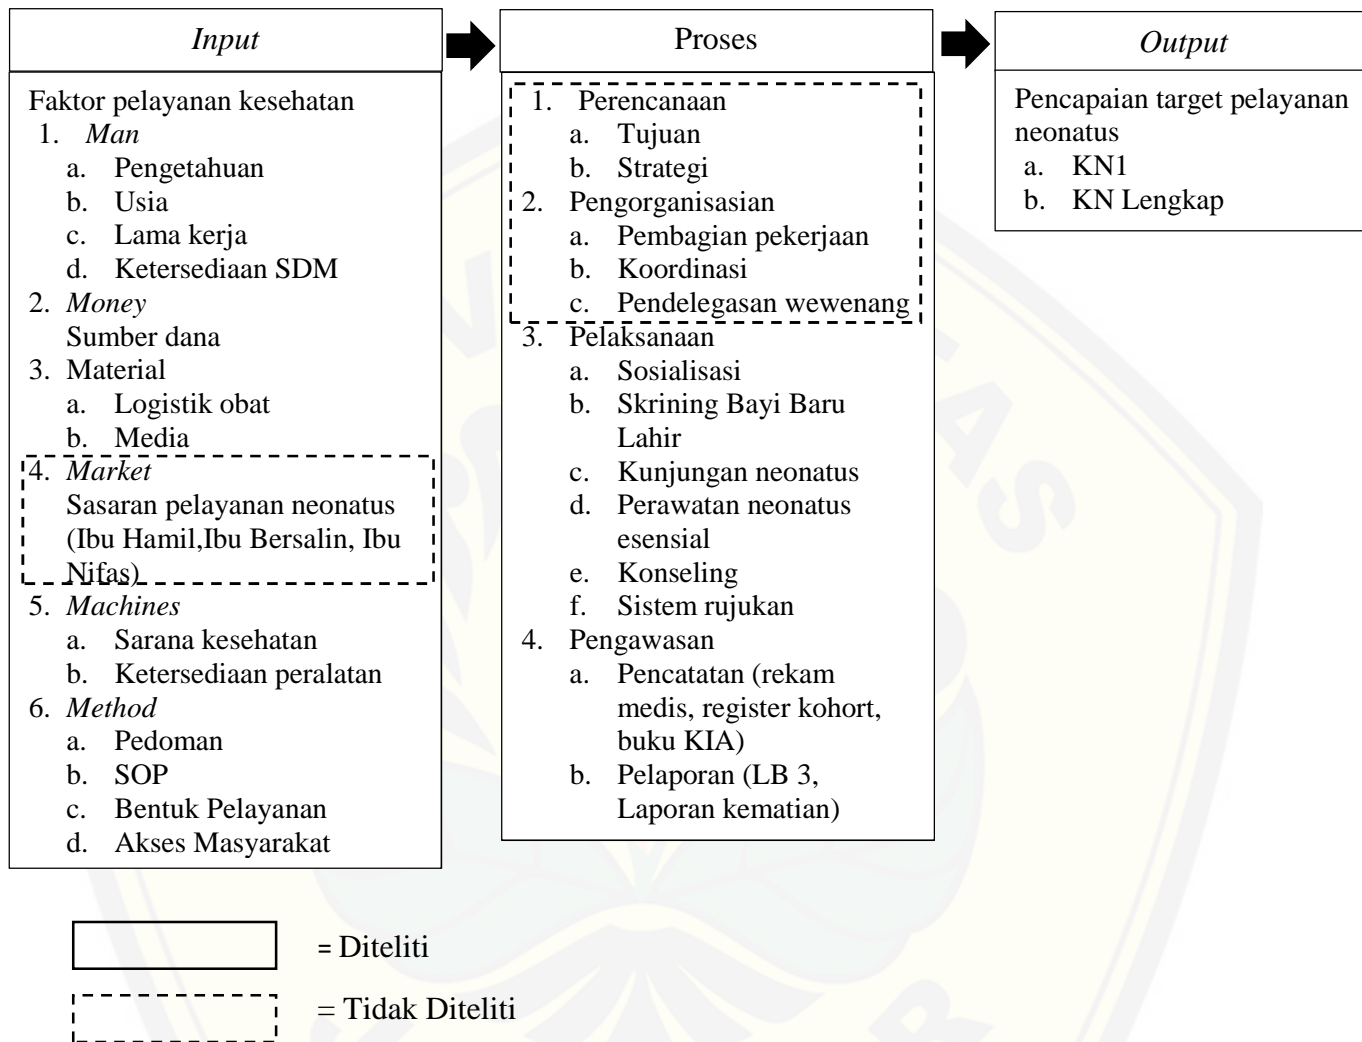 Input
Faktor pelayanan kesehatan
1. Man
a. Pengetahuan
b. Usia
c. Lama kerja
d. Ketersediaan SDM
2. Money
Sumber dana
3. Material
a. Logistik obat
b. Media
4. Market
Sasaran pelayanan neonatus
(Ibu Hamil,Ibu Bersalin, Ibu
Nifas)
5. Machines
a. Sarana kesehatan
b. Ketersediaan peralatan
6. Method
a. Pedoman
b. SOP
c. Bentuk Pelayanan
d. Akses Masyarakat
Proses
1. Perencanaan
a. Tujuan
b. Strategi
2. Pengorganisasian
a. Pembagian pekerjaan
b. Koordinasi
c. Pendelegasan wewenang
3. Pelaksanaan
a. Sosialisasi
b. Skrining Bayi Baru
Lahir
c. Kunjungan neonatus
d. Perawatan neonatus
esensial
e. Konseling
f. Sistem rujukan
4. Pengawasan
a. Pencatatan (rekam
medis, register kohort,
buku KIA)
b. Pelaporan (LB 3,
Laporan kematian)
Output
Pencapaian target pelayanan
neonatus
a. KN1
b. KN Lengkap
= Diteliti
= Tidak Diteliti